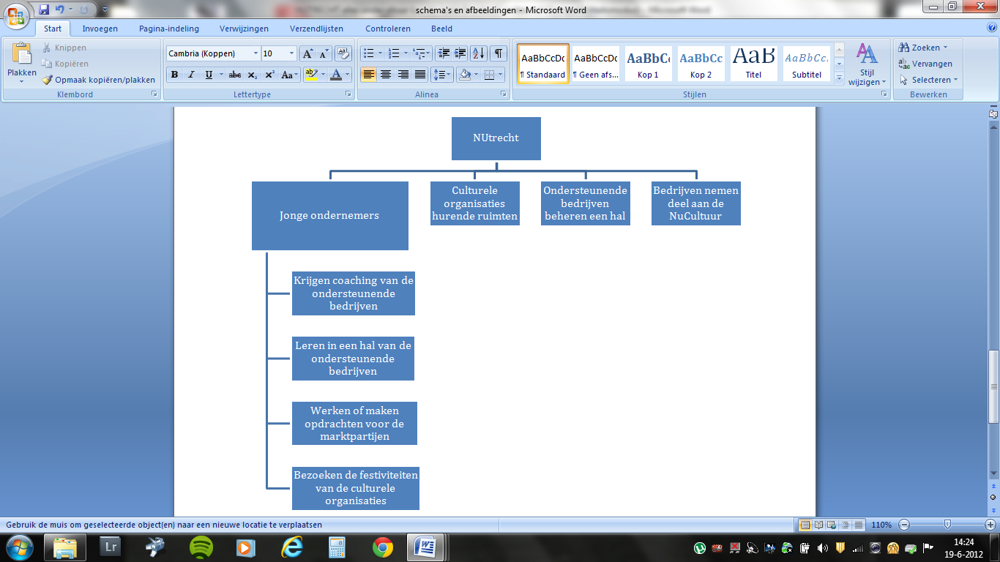 schema's en afbeeldingen - Microsoft Word
Start Invoegen Pagina-indeling Verwijzingen Verzendlijsten Controleren Beeld
Plakken
Knippen
Kopiëren
Opmaak kopiëren/plakken
Klembord
Cambria (Koppen) 10
B I U abc x₂ x² Aa
Lettertype
Alinea
AaBbCcDc AaBbCcDc AaBbCc AaBbCc AaB AaBbCc.
¶ Standaard ¶ Geen afs... Kop 1 Kop 2 Titel Subtitel
Stijl
wijzigen
Stijlen
Zoeken
Vervangen
Selecteren
Bewerken
NUtrecht
Jonge ondernemers
Culturele
organisaties
hurende ruimten
Ondersteunende
bedrijven
beheren een hal
Bedrijven nemen
deel aan de
NuCultuur
Krijgen coaching van de
ondersteunende
bedrijven
Leren in een hal van de
ondersteunende
bedrijven
Werken of maken
opdrachten voor de
marktpartijen
Bezoeken de festiviteiten
van de culturele
organisaties
Gebruik de muis om geselecteerde object(en) naar een nieuwe locatie te verplaatsen
110%
Lr
14:24
19-6-2012